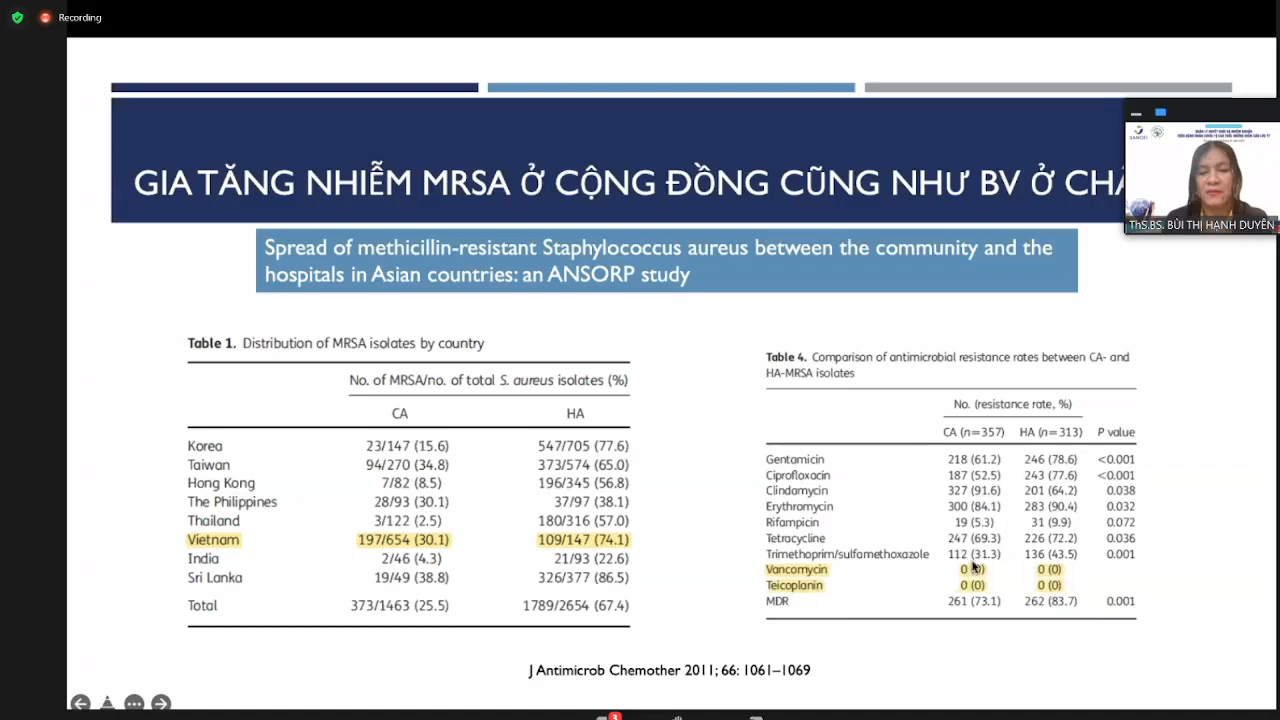 Recording
GIA TĂNG NHIỄM MRSA Ở CỘNG ĐỒNG CŨNG NHƯ BV Ở
ThS.BS. BÙI THỊ HẠNH DUYÊN
Spread of methicillin-resistant Staphylococcus aureus between the community and the
hospitals in Asian countries: an ANSORP study
Table 1. Distribution of MRSA isolates by country
No. of MRSA/no. of total S. aureus isolates (%)
CA HA
Korea 23/147 (15.6) 547/705 (77.6)
Taiwan 94/270 (34.8) 373/574 (65.0)
Hong Kong 7/82 (8.5) 196/345 (56.8)
The Philippines 28/93 (30.1) 37/97 (38.1)
Thailand 3/122 (2.5) 180/316 (57.0)
Vietnam 197/654 (30.1) 109/147 (74.1)
India 2/46 (4.3) 21/93 (22.6)
Sri Lanka 19/49 (38.8) 326/377 (86.5)
Total 373/1463 (25.5) 1789/2654 (67.4)
Table 4. Comparison of antimicrobial resistance rates between CA- and
HA-MRSA isolates
No. (resistance rate, %)
CA (n=357) HA (n=313) P value
Gentamicin 218 (61.2) 246 (78.6) <0.001
Ciprofloxacin 187 (52.5) 243 (77.6) <0.001
Clindamycin 327 (91.6) 201 (64.2) 0.038
Erythromycin 300 (84.1) 283 (90.4) 0.032
Rifampicin 19 (5.3) 31 (9.9) 0.072
Tetracycline 247 (69.3) 226 (72.2) 0.036
Trimethoprim/sulfamethoxazole 112 (31.3) 136 (43.5) 0.001
Vancomycin 0 (0) 0 (0)
Teicoplanin 0 (0) 0 (0)
MDR 261 (73.1) 262 (83.7) 0.001
J Antimicrob Chemother 2011; 66: 1061–1069
3